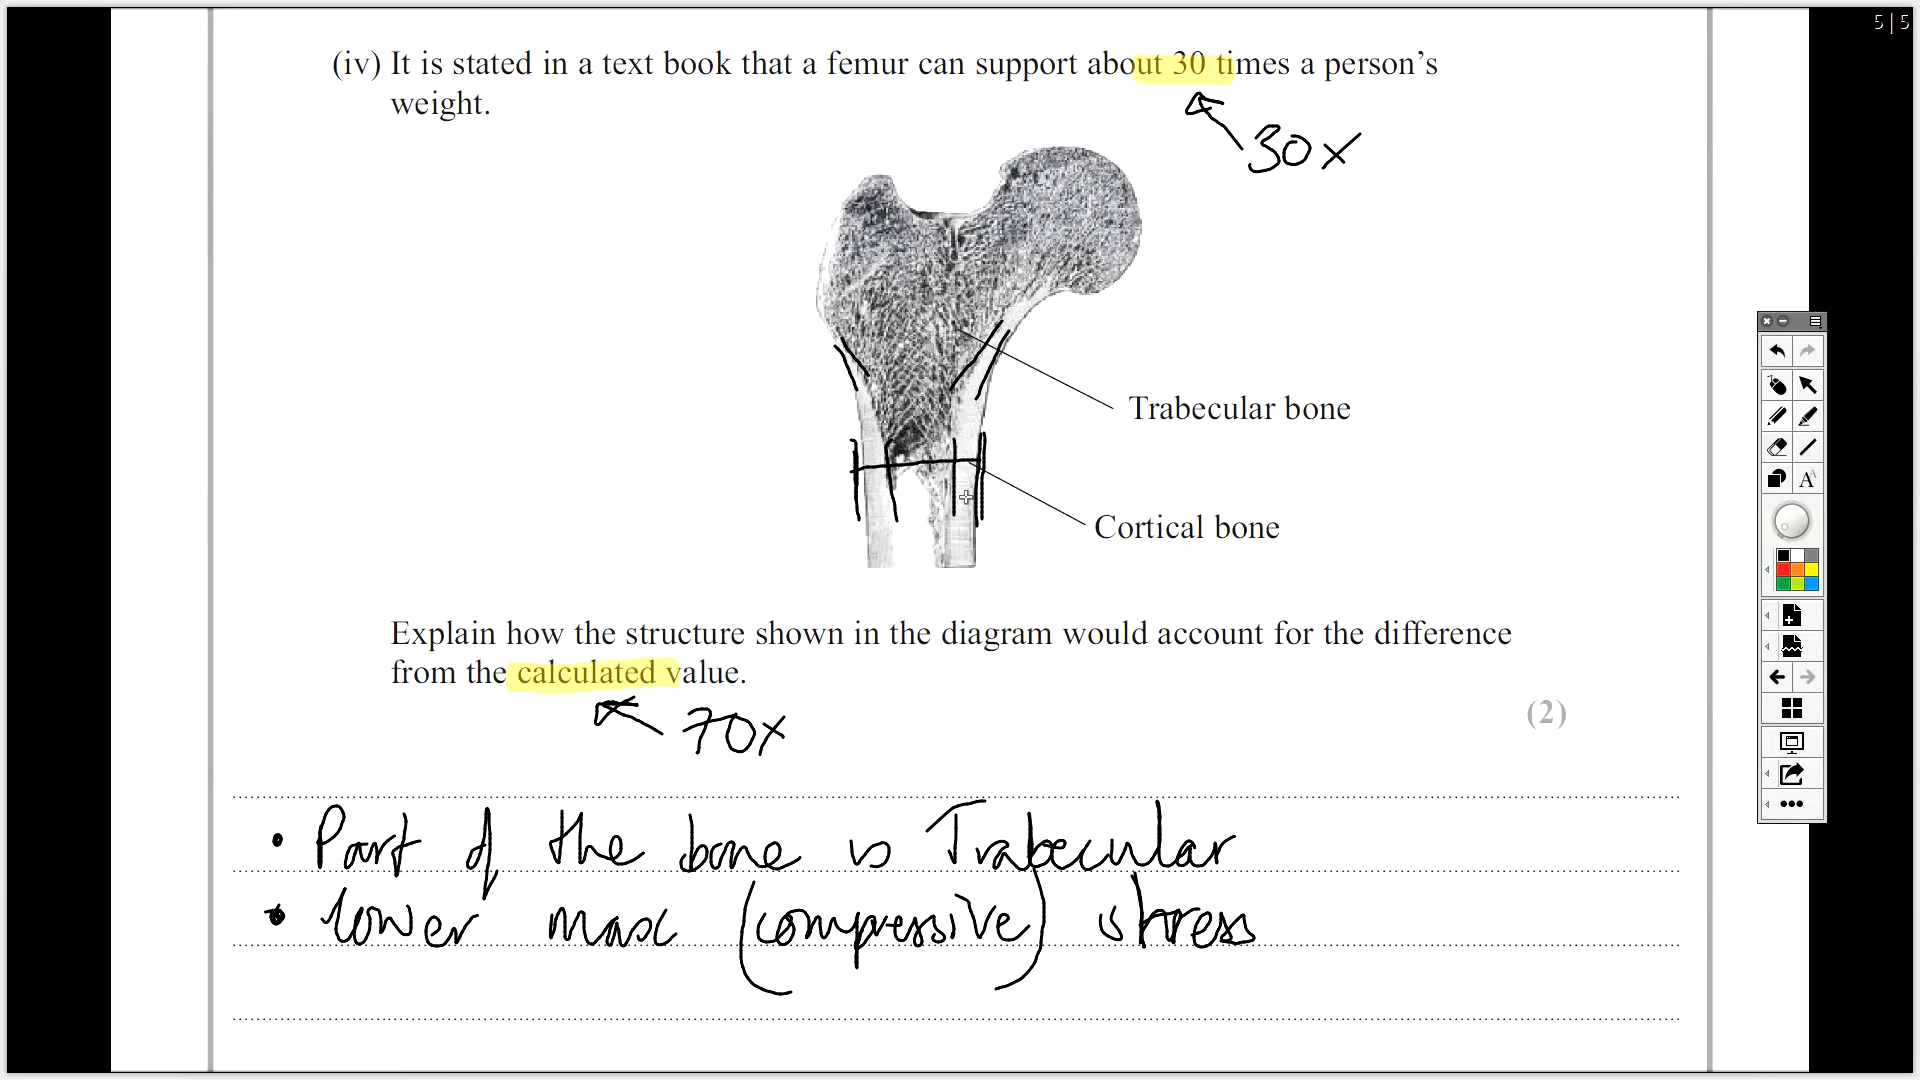 5|5
(iv) It is stated in a text book that a femur can support about 30 times a person's
weight.
30x
Trabecular bone
Cortical bone
Explain how the structure shown in the diagram would account for the difference
from the calculated value.
70x
(2)
• Part of the bone is Trabecular
• lower max (compressive) stress
A